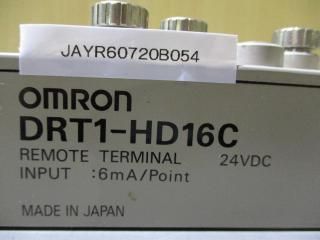 JAYR60720B054
OMRON
DRT1-HD16C
REMOTE TERMINAL 24VDC
INPUT :6mA/Point
MADE IN JAPAN